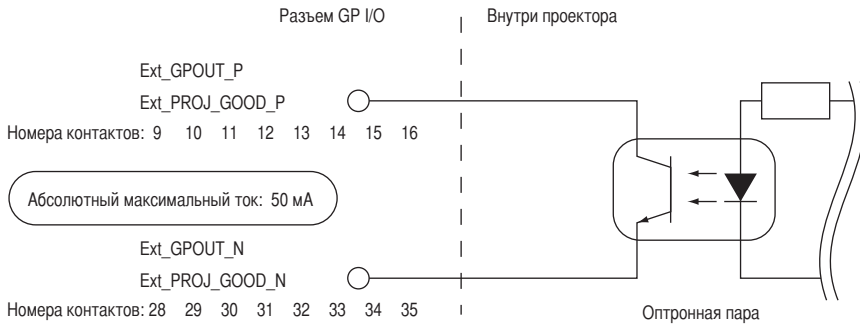 Разъем GP I/O
Внутри проектора
Ext_GPOUT_P
Ext_PROJ_GOOD_P
Номера контактов: 9 10 11 12 13 14 15 16
Абсолютный максимальный ток: 50 мА
Ext_GPOUT_N
Ext_PROJ_GOOD_N
Номера контактов: 28 29 30 31 32 33 34 35
Оптронная пара